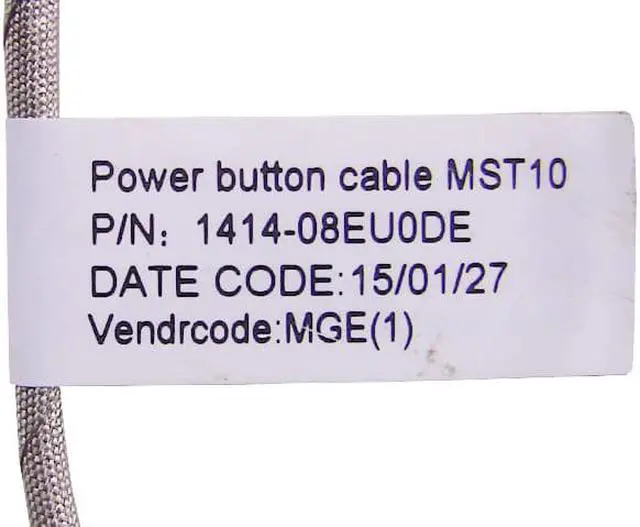 Power button cable MST10
P/N: 1414-08EU0DE
DATE CODE:15/01/27
Vendrcode:MGE(1)